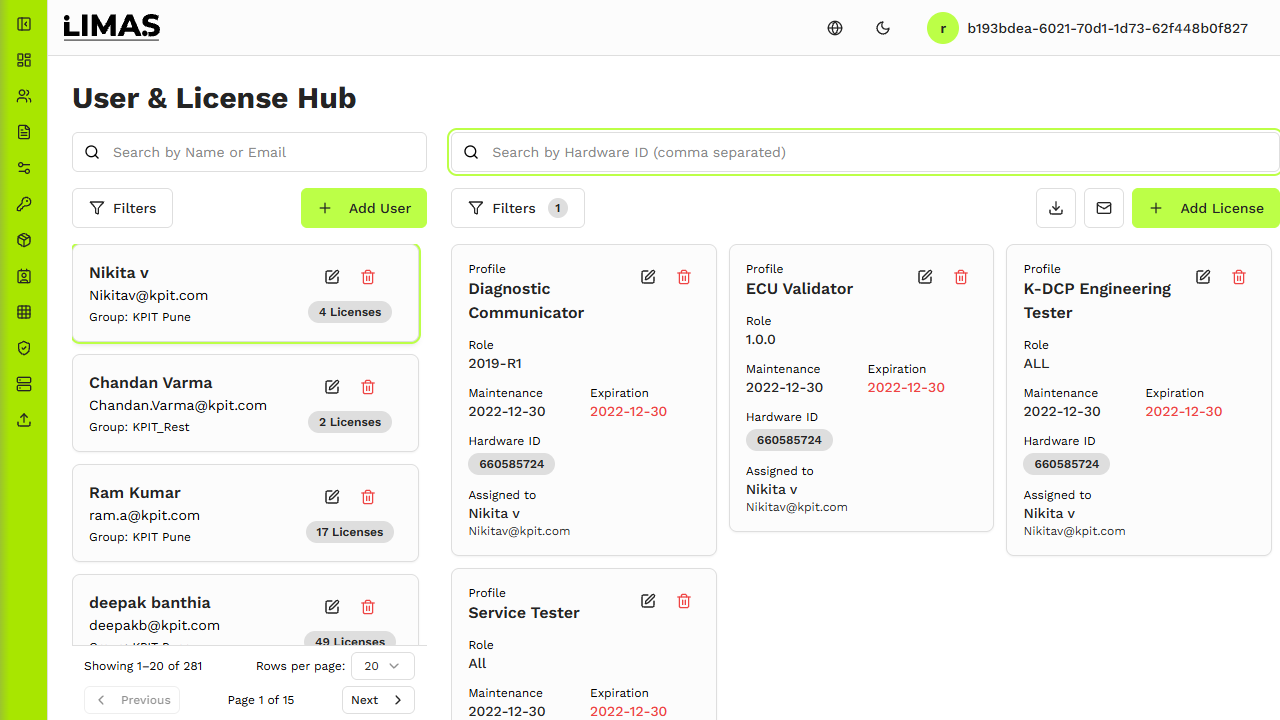 LIMAS
r
b193bdea-6021-70d1-1d73-62f448b0f827
User & License Hub
Search by Name or Email
Search by Hardware ID (comma separated)
Filters
Add User
Filters 1
Add License
Nikita v
Nikitav@kpit.com
Group: KPIT Pune
4 Licenses
Chandan Varma
Chandan.Varma@kpit.com
Group: KPIT_Rest
2 Licenses
Ram Kumar
ram.a@kpit.com
Group: KPIT Pune
17 Licenses
deepak banthia
deepakb@kpit.com
49 Licenses
Showing 1–20 of 281
Rows per page: 20
Previous
Page 1 of 15
Next
Profile
Diagnostic
Communicator
Role
2019-R1
Maintenance Expiration
2022-12-30 2022-12-30
Hardware ID
660585724
Assigned to
Nikita v
Nikitav@kpit.com
Profile
ECU Validator
Role
1.0.0
Maintenance Expiration
2022-12-30 2022-12-30
Hardware ID
660585724
Assigned to
Nikita v
Nikitav@kpit.com
Profile
K-DCP Engineering
Tester
Role
ALL
Maintenance Expiration
2022-12-30 2022-12-30
Hardware ID
660585724
Assigned to
Nikita v
Nikitav@kpit.com
Profile
Service Tester
Role
All
Maintenance Expiration
2022-12-30 2022-12-30